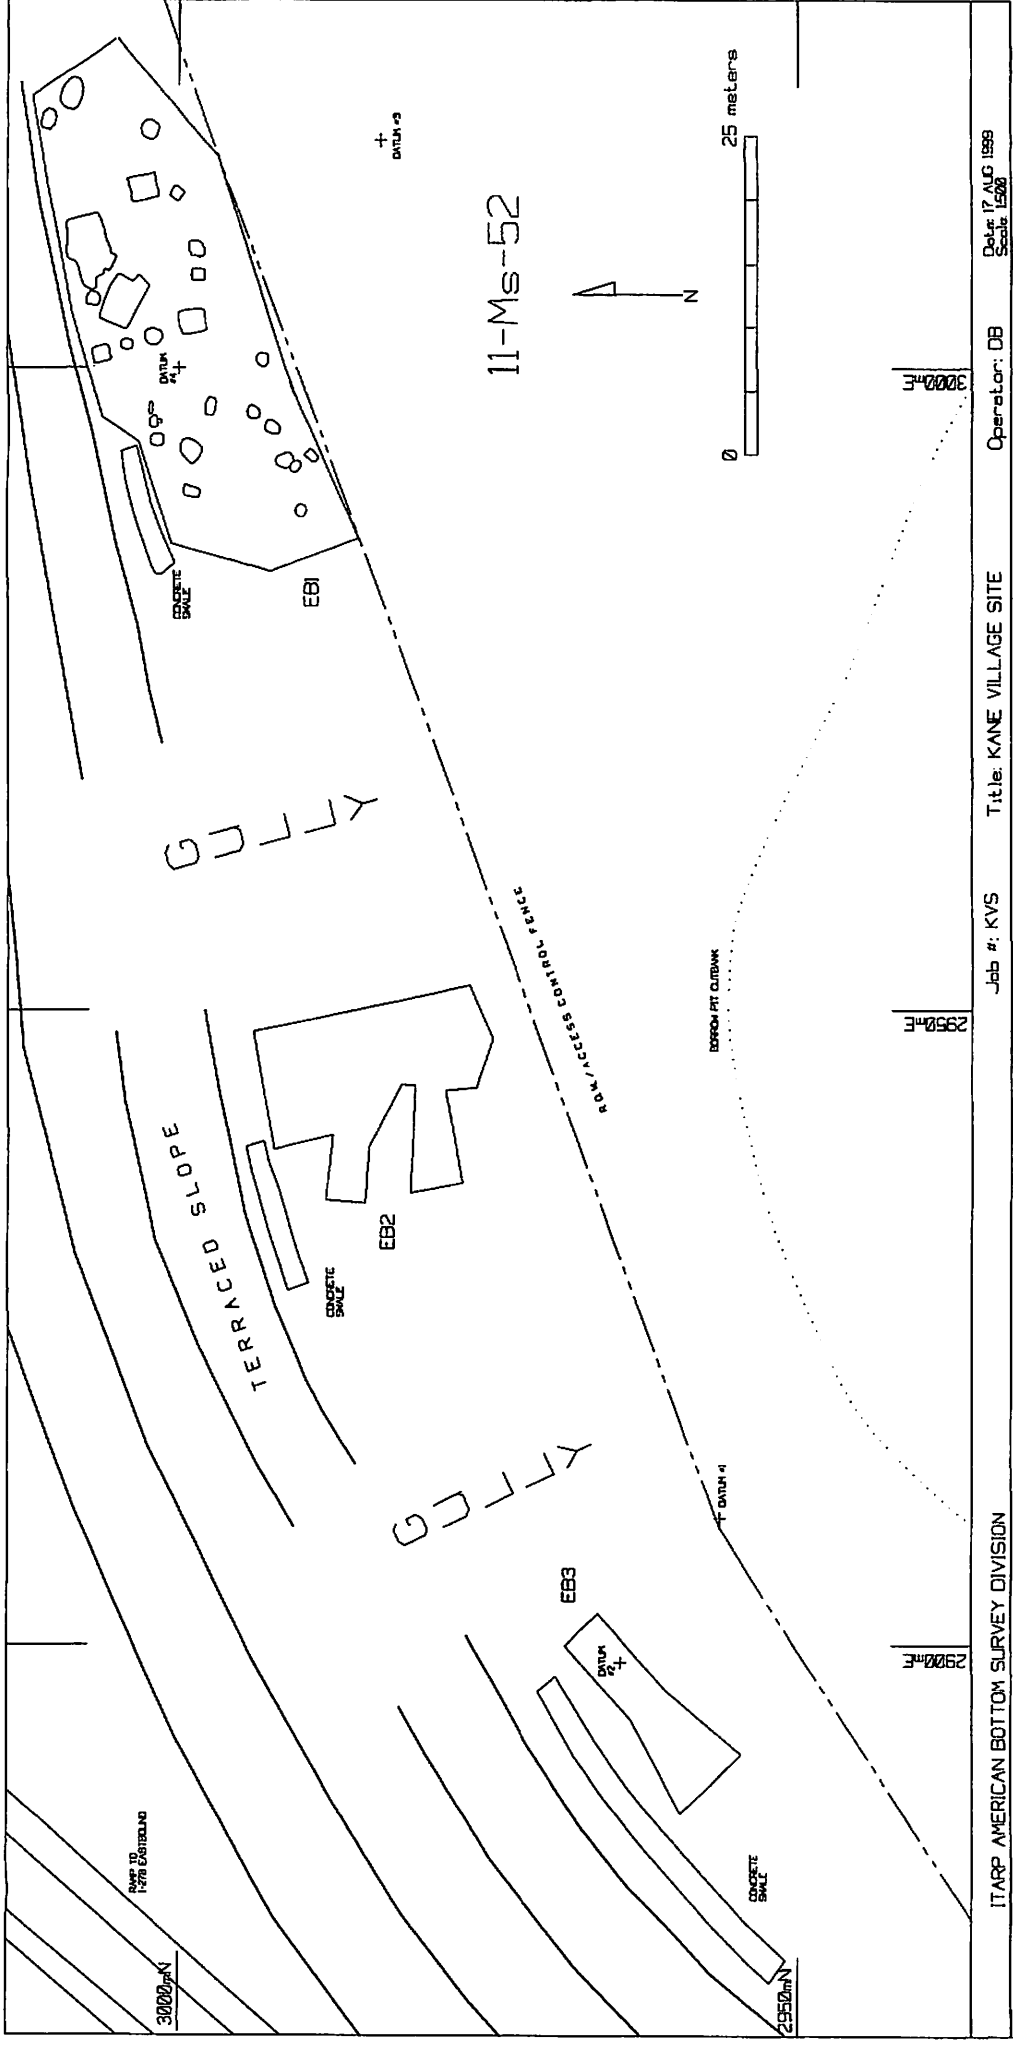 RAMP TO
I-270 EASTBOUND
3000mN
2950mN
TERRACED SLOPE
CONCRETE
SWALE
CONCRETE
SWALE
CONCRETE
SWALE
GULLY
GULLY
EB3
EB2
EB1
DATUM
#2
DATUM #1
DATUM
#4
DATUM #3
R.O.W./ACCESS CONTROL FENCE
BORROW PIT CUTBANK
11-Ms-52
N
0 25 meters
2900mE
2950mE
3000mE
ITARP AMERICAN BOTTOM SURVEY DIVISION Job #: KVS Title: KANE VILLAGE SITE Operator: DB Date: 17 AUG 1999
Scale: 1:500